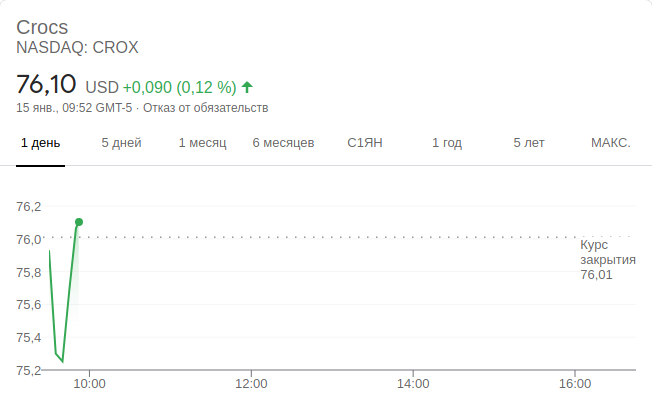 Crocs
NASDAQ: CROX
76,10 USD +0,090 (0,12 %)
15 янв., 09:52 GMT-5 · Отказ от обязательств
1 день 5 дней 1 месяц 6 месяцев С1ЯН 1 год 5 лет МАКС.
76,2
76,0
Курс
закрытия
76,01
75,8
75,6
75,4
75,2
10:00 12:00 14:00 16:00